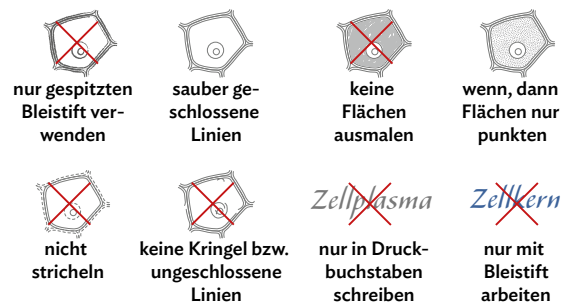 nur gespitzten
Bleistift ver-
wenden
sauber ge-
schlossene
Linien
keine
Flächen
ausmalen
wenn, dann
Flächen nur
punkten
nicht
stricheln
keine Kringel bzw.
ungeschlossene
Linien
Zellplasma
nur in Druck-
buchstaben
schreiben
Zellkern
nur mit
Bleistift
arbeiten